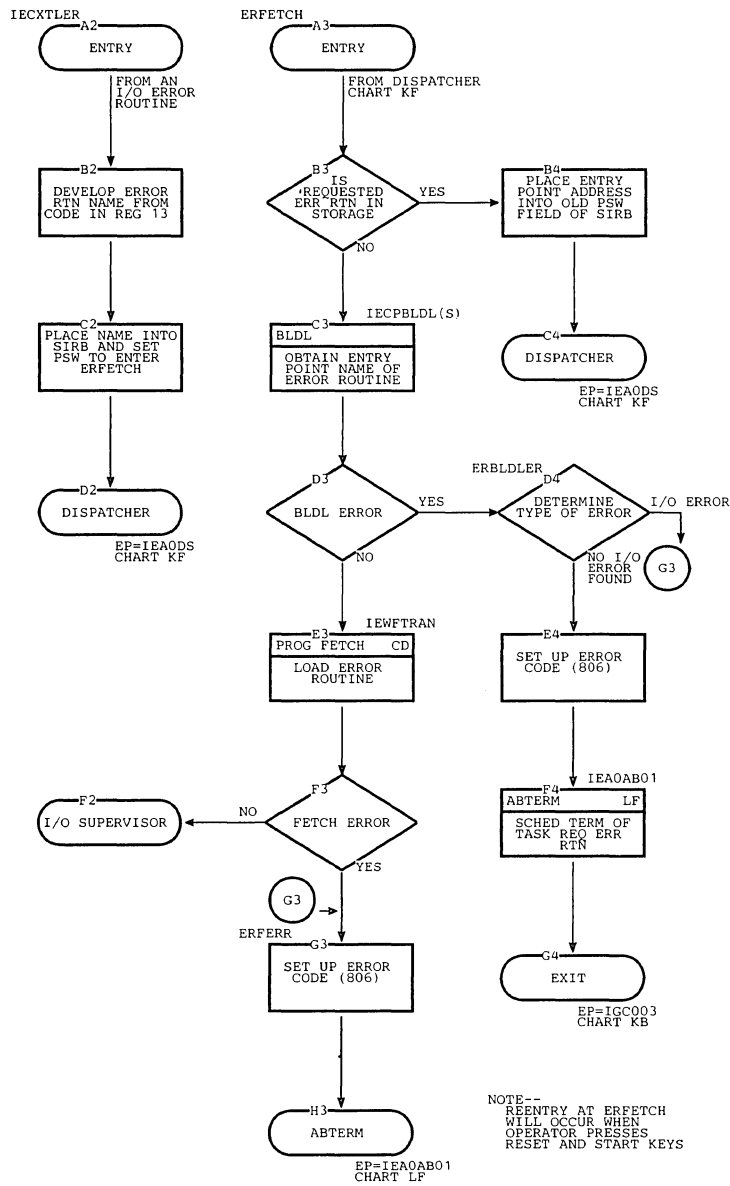 IECXTLER
A2
ENTRY
FROM AN
I/O ERROR
ROUTINE
B2
DEVELOP ERROR
RTN NAME FROM
CODE IN REG 13
C2
PLACE NAME INTO
SIRB AND SET
PSW TO ENTER
ERFETCH
D2
DISPATCHER
EP=IEA0DS
CHART KF
ERFETCH
A3
ENTRY
FROM DISPATCHER
CHART KF
B3
IS
REQUESTED
ERR RTN IN
STORAGE
YES
NO
B4
PLACE ENTRY
POINT ADDRESS
INTO OLD PSW
FIELD OF SIRB
C4
DISPATCHER
EP=IEA0DS
CHART KF
IECPBLDL(S)
C3
BLDL
OBTAIN ENTRY
POINT NAME OF
ERROR ROUTINE
D3
BLDL ERROR
YES
NO
ERBLDLER
D4
DETERMINE
TYPE OF ERROR
I/O ERROR
G3
NO I/O
ERROR
FOUND
IEWFTRAN
E3
PROG FETCH CD
LOAD ERROR
ROUTINE
E4
SET UP ERROR
CODE (806)
F3
FETCH ERROR
NO
YES
F2
I/O SUPERVISOR
IEA0AB01
F4
ABTERM LF
SCHED TERM OF
TASK REQ ERR
RTN
G3
ERFERR
G3
SET UP ERROR
CODE (806)
G4
EXIT
EP=IGC003
CHART KB
H3
ABTERM
EP=IEA0AB01
CHART LF
NOTE--
REENTRY AT ERFETCH
WILL OCCUR WHEN
OPERATOR PRESSES
RESET AND START KEYS